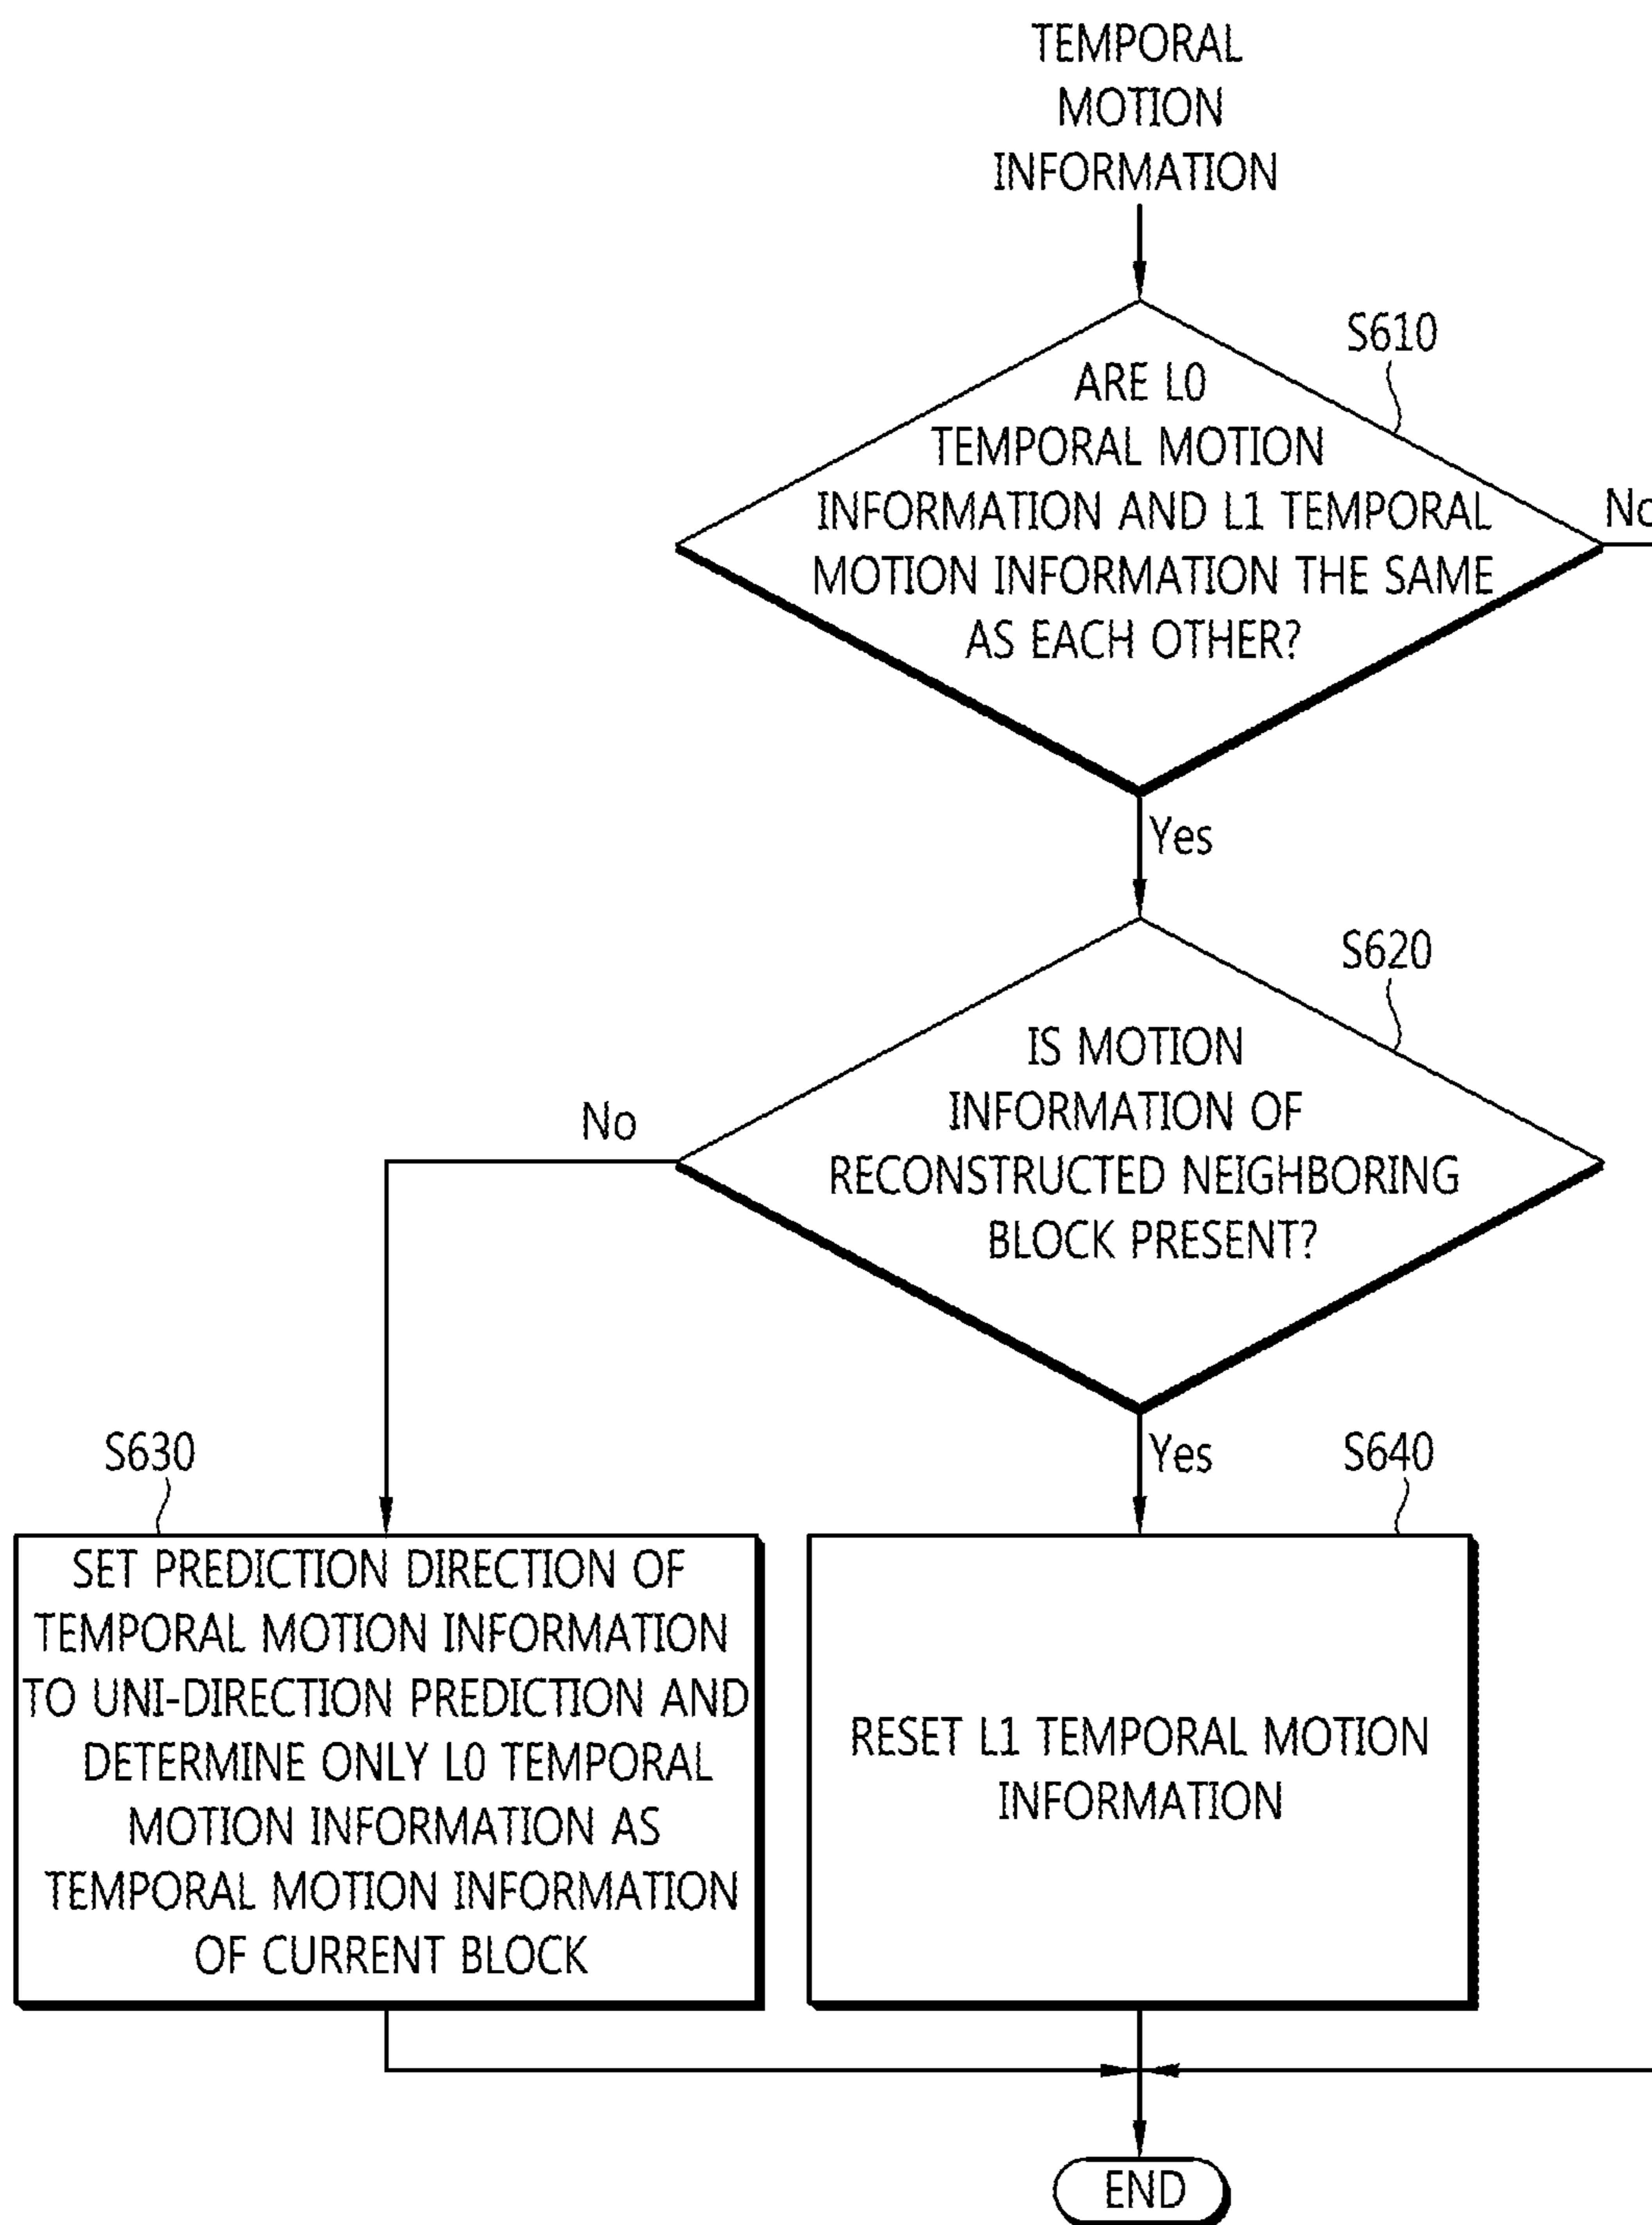 TEMPORAL
MOTION
INFORMATION
S610
ARE L0
TEMPORAL MOTION
INFORMATION AND L1 TEMPORAL
MOTION INFORMATION THE SAME
AS EACH OTHER?
No
Yes
S620
IS MOTION
INFORMATION OF
RECONSTRUCTED NEIGHBORING
BLOCK PRESENT?
No
Yes
S630
SET PREDICTION DIRECTION OF
TEMPORAL MOTION INFORMATION
TO UNI-DIRECTION PREDICTION AND
DETERMINE ONLY L0 TEMPORAL
MOTION INFORMATION AS
TEMPORAL MOTION INFORMATION
OF CURRENT BLOCK
S640
RESET L1 TEMPORAL MOTION
INFORMATION
END